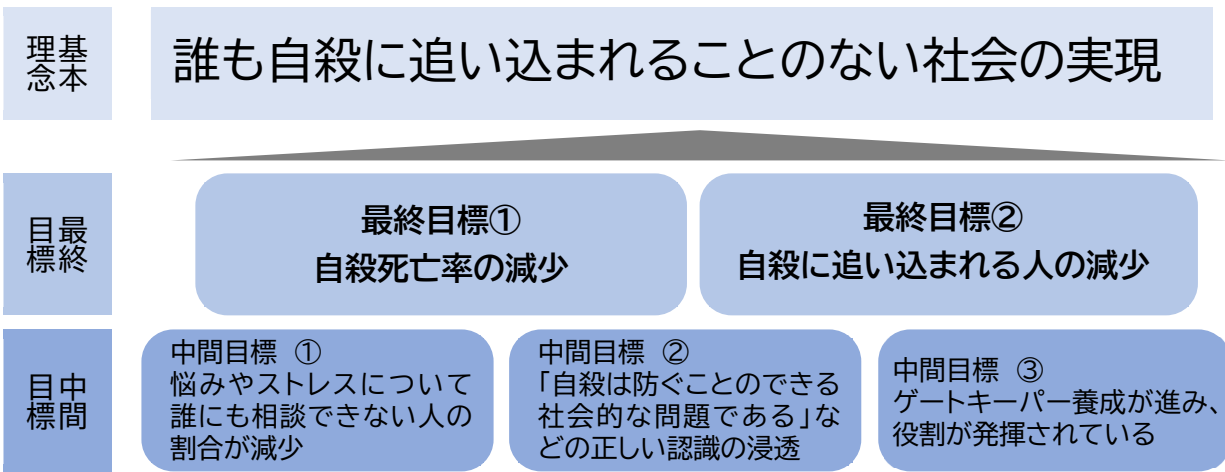 基本
理念
誰も自殺に追い込まれることのない社会の実現
最終
目標
最終目標①
自殺死亡率の減少
最終目標②
自殺に追い込まれる人の減少
中間
目標
中間目標 ①
悩みやストレスについて
誰にも相談できない人の
割合が減少
中間目標 ②
「自殺は防ぐことのできる
社会的な問題である」な
どの正しい認識の浸透
中間目標 ③
ゲートキーパー養成が進み、
役割が発揮されている